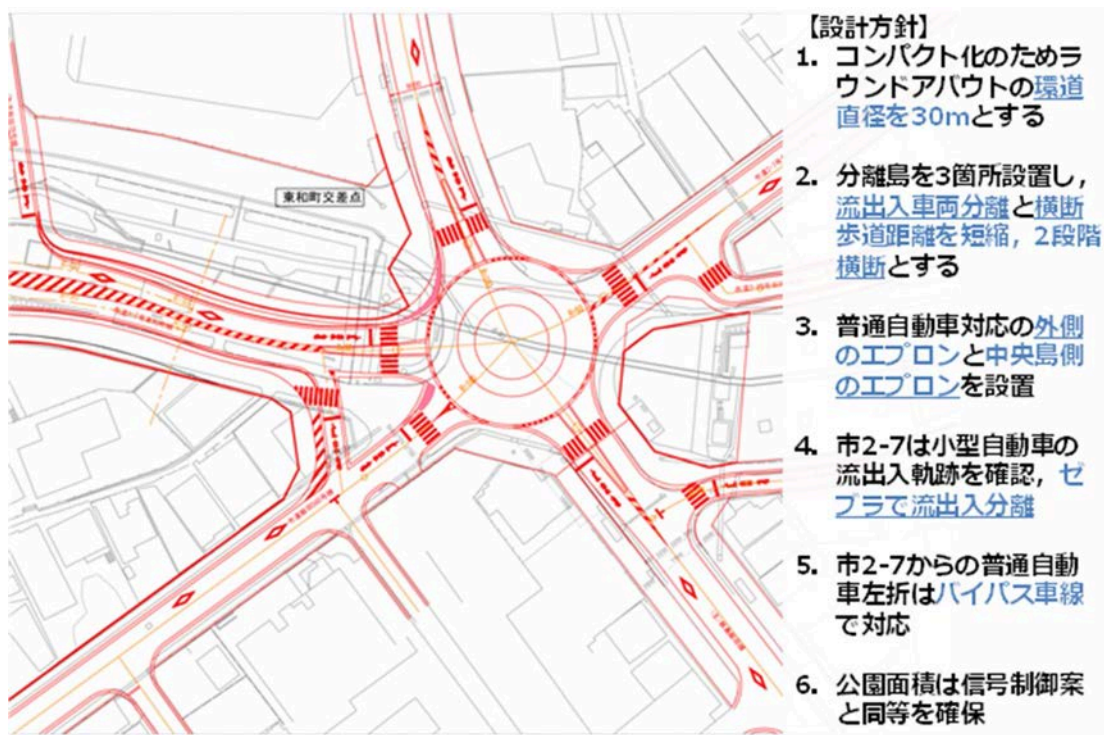 東和町交差点
【設計方針】
1. コンパクト化のためラ
ウンドアバウトの環道
直径を30mとする
2. 分離島を3箇所設置し，
流出入車両分離と横断
歩道距離を短縮，2段階
横断とする
3. 普通自動車対応の外側
のエプロンと中央島側
のエプロンを設置
4. 市2-7は小型自動車の
流出入軌跡を確認，ゼ
ブラで流出入分離
5. 市2-7からの普通自動
車左折はバイパス車線
で対応
6. 公園面積は信号制御案
と同等を確保